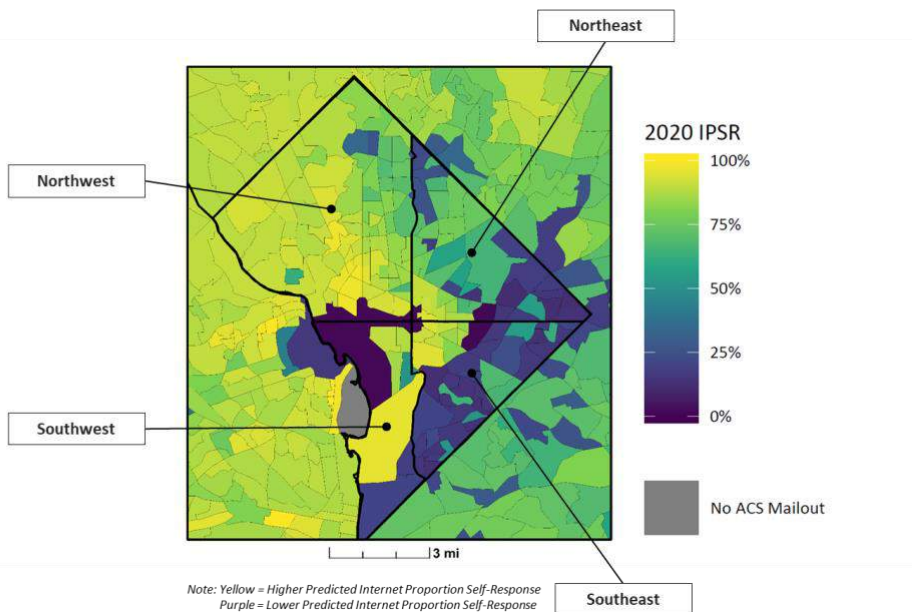 Northeast
2020 IPSR
100%
Northwest
75%
50%
25%
0%
Southwest
No ACS Mailout
3 mi
Note: Yellow = Higher Predicted Internet Proportion Self-Response
Purple = Lower Predicted Internet Proportion Self-Response
Southeast